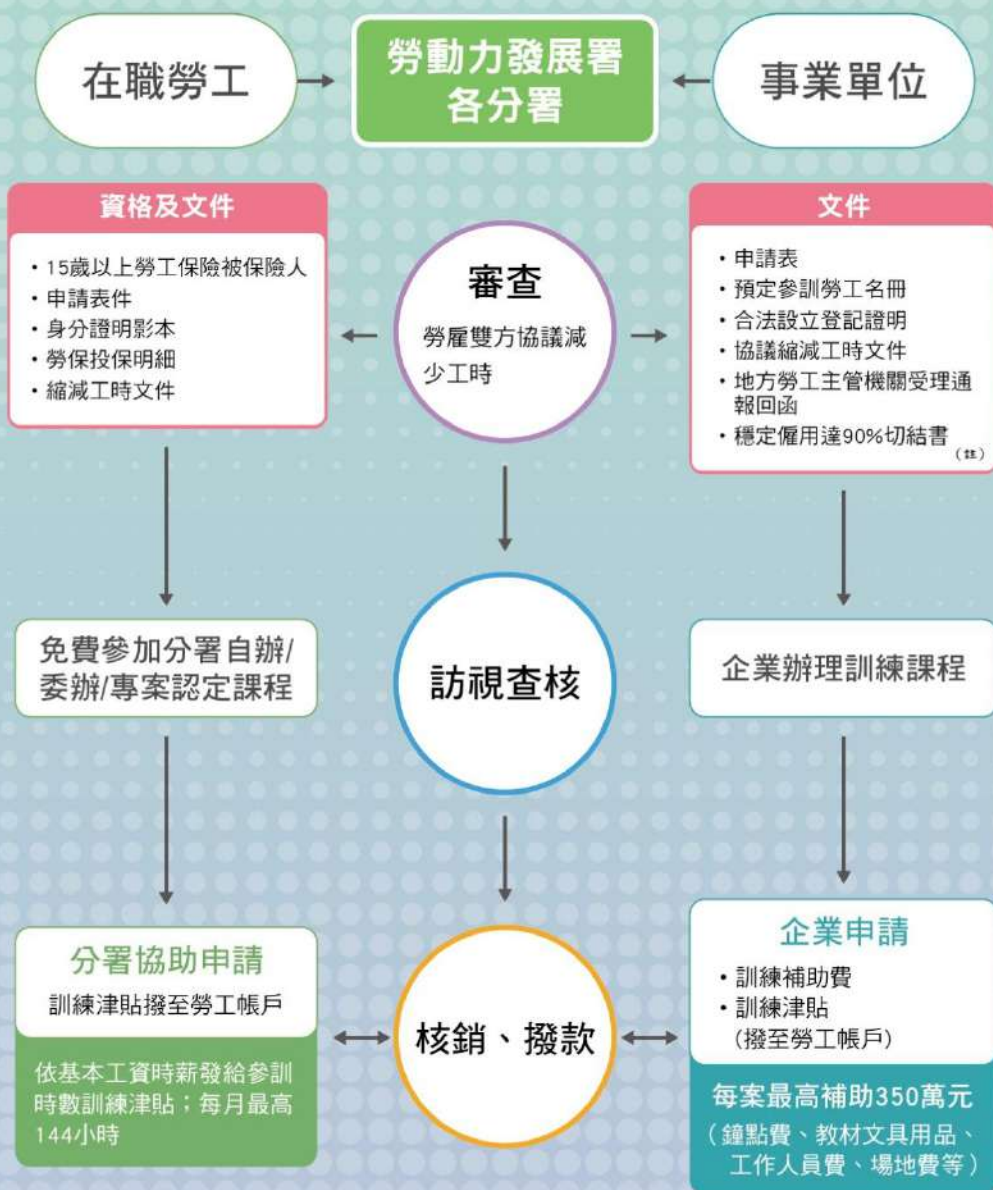 在職勞工
勞動力發展署
各分署
事業單位
資格及文件
・15歲以上勞工保險被保險人
・申請表件
・身分證明影本
・勞保投保明細
・縮減工時文件
審查
勞雇雙方協議減
少工時
文件
・申請表
・預定參訓勞工名冊
・合法設立登記證明
・協議縮減工時文件
・地方勞工主管機關受理通
報回函
・穩定僱用達90%切結書
(註)
免費參加分署自辦/
委辦/專案認定課程
訪視查核
企業辦理訓練課程
分署協助申請
訓練津貼撥至勞工帳戶
依基本工資時薪發給參訓
時數訓練津貼；每月最高
144小時
核銷、撥款
企業申請
・訓練補助費
・訓練津貼
(撥至勞工帳戶)
每案最高補助350萬元
(鐘點費、教材文具用品、
工作人員費、場地費等)